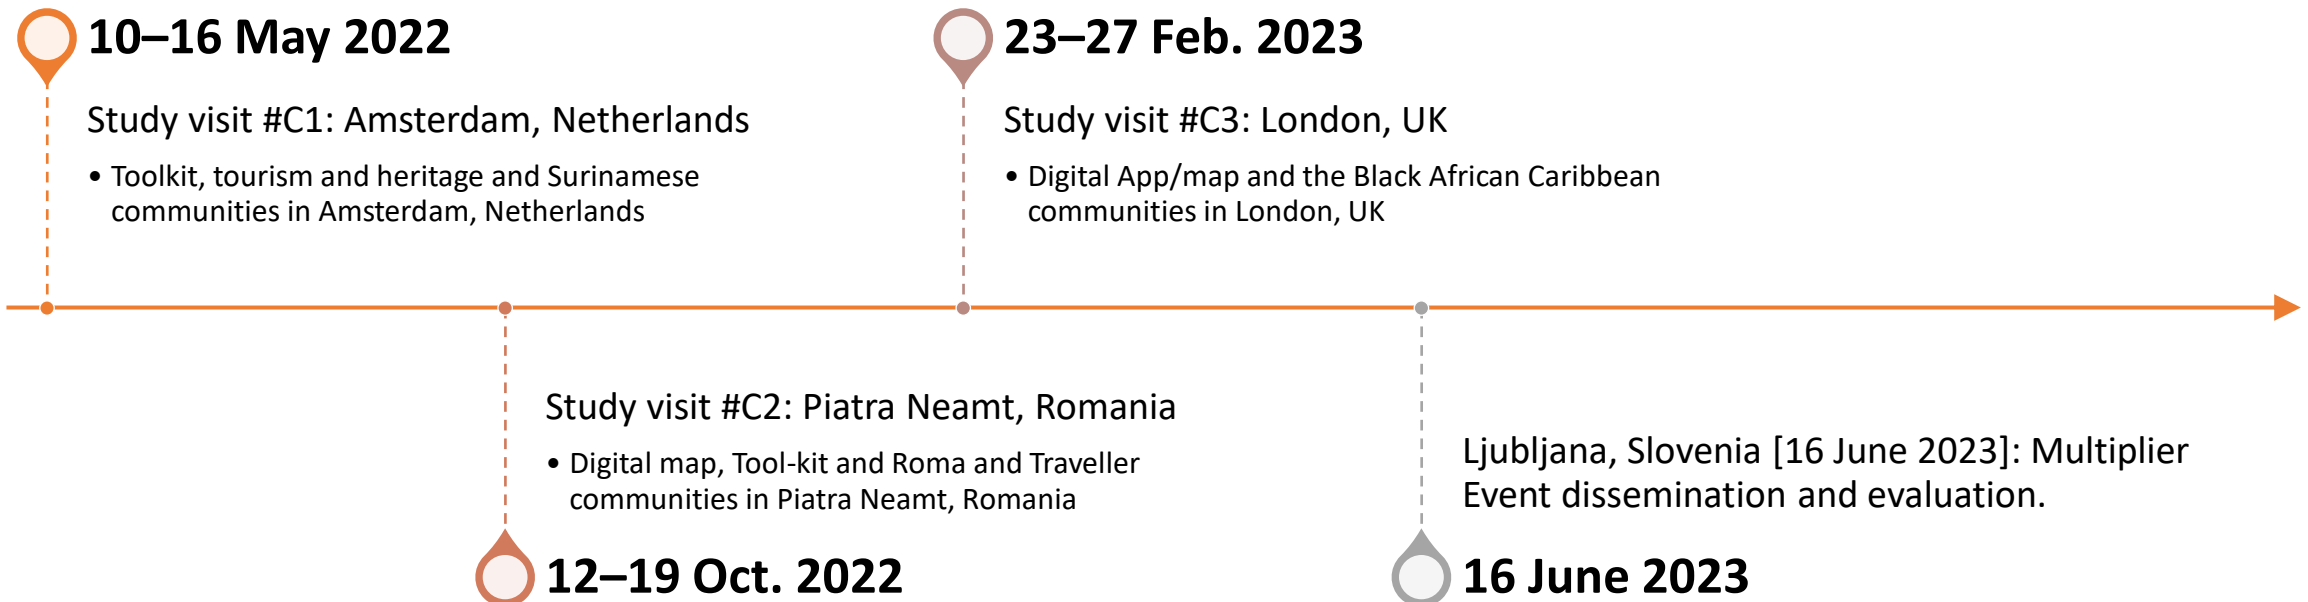 10–16 May 2022
Study visit #C1: Amsterdam, Netherlands
• Toolkit, tourism and heritage and Surinamese
communities in Amsterdam, Netherlands
23–27 Feb. 2023
Study visit #C3: London, UK
• Digital App/map and the Black African Caribbean
communities in London, UK
Study visit #C2: Piatra Neamt, Romania
• Digital map, Tool-kit and Roma and Traveller
communities in Piatra Neamt, Romania
12–19 Oct. 2022
Ljubljana, Slovenia [16 June 2023]: Multiplier
Event dissemination and evaluation.
16 June 2023